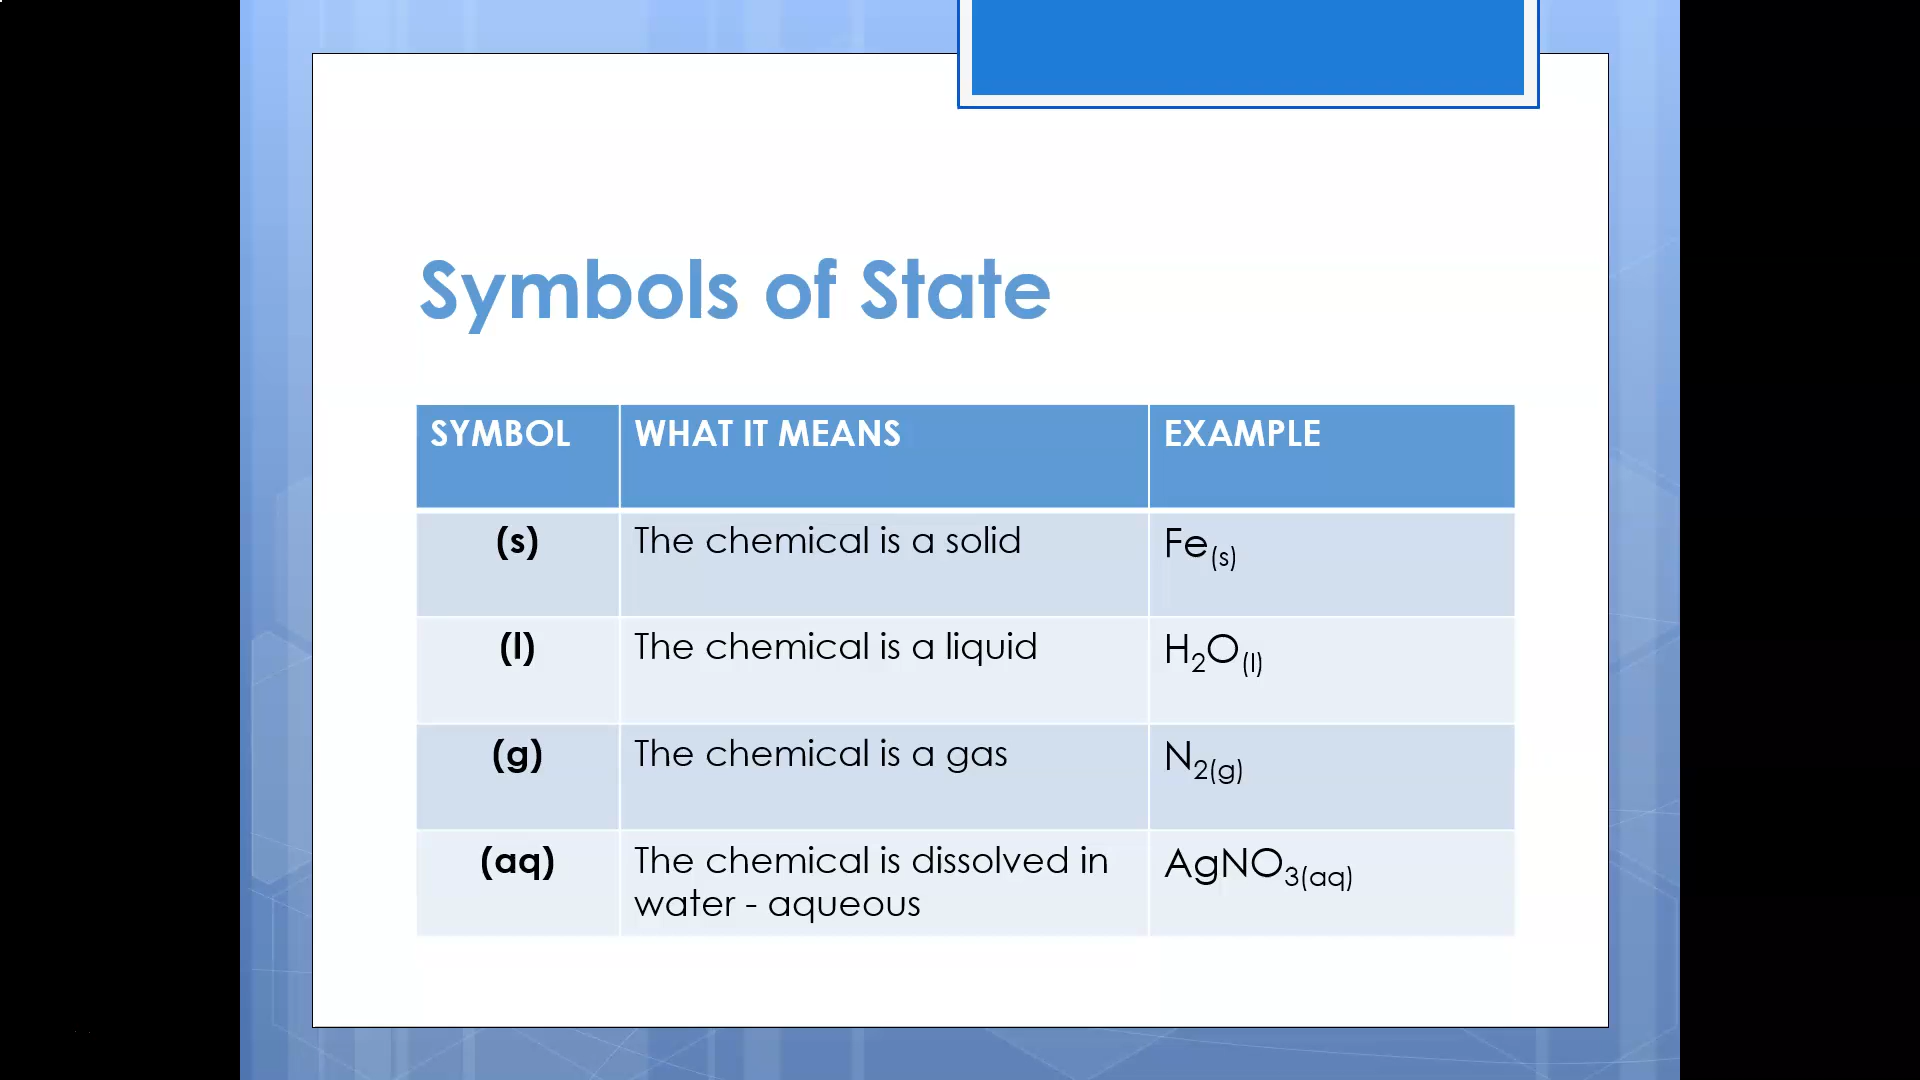 Symbols of State
SYMBOL WHAT IT MEANS EXAMPLE
(s) The chemical is a solid Fe(s)
(l) The chemical is a liquid H₂O(l)
(g) The chemical is a gas N₂(g)
(aq) The chemical is dissolved in AgNO₃(aq)
water - aqueous